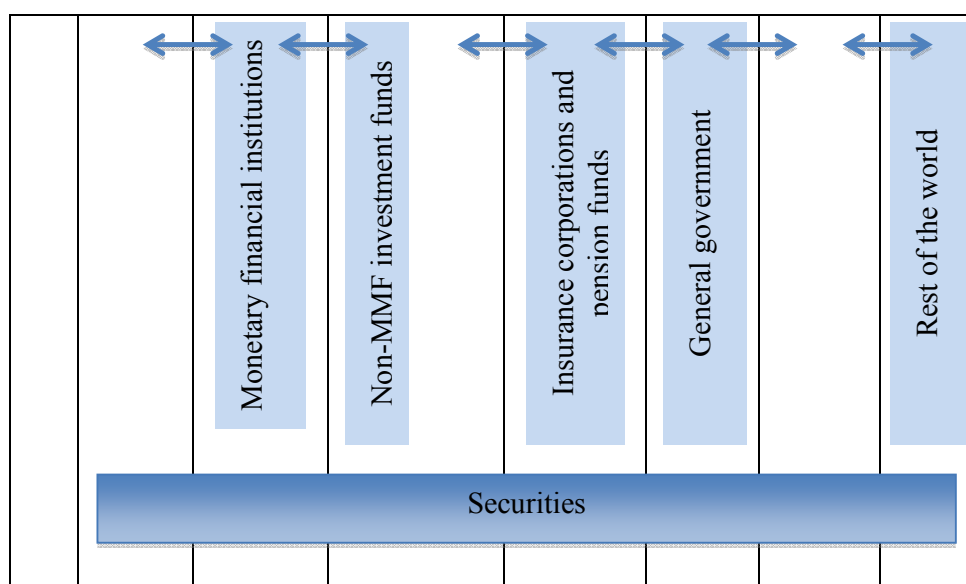 Monetary financial institutions
Non-MMF investment funds
Insurance corporations and
pension funds
General government
Rest of the world
Securities